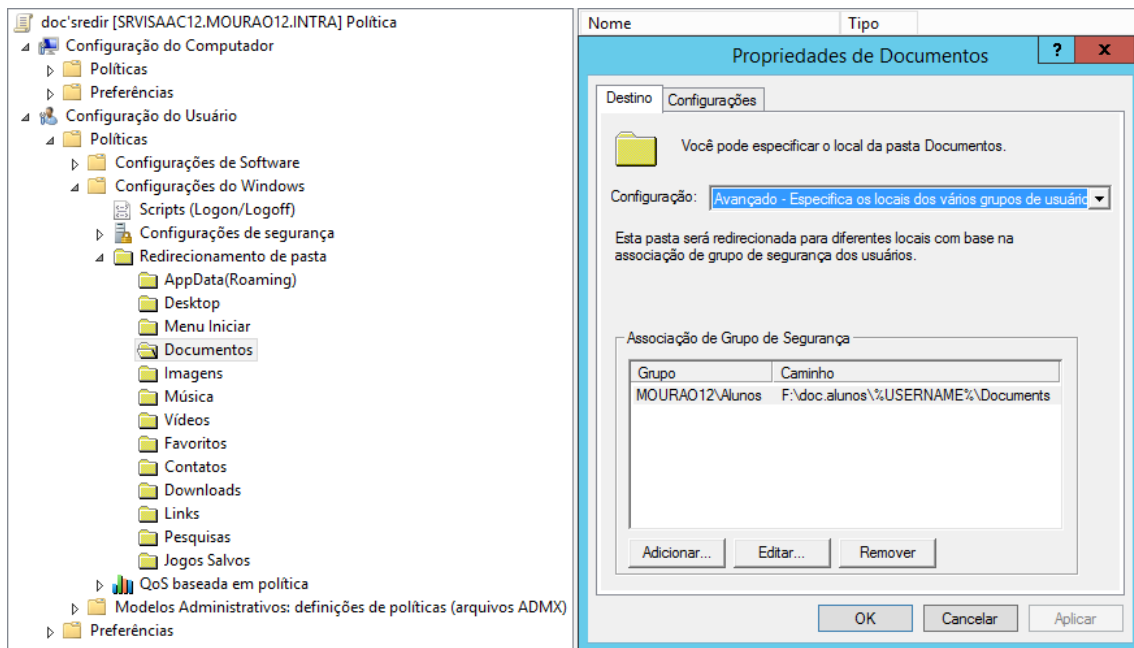 doc'sredir [SRVISAAC12.MOURAO12.INTRA] Política
Configuração do Computador
Políticas
Preferências
Configuração do Usuário
Políticas
Configurações de Software
Configurações do Windows
Scripts (Logon/Logoff)
Configurações de segurança
Redirecionamento de pasta
AppData(Roaming)
Desktop
Menu Iniciar
Documentos
Imagens
Música
Vídeos
Favoritos
Contatos
Downloads
Links
Pesquisas
Jogos Salvos
QoS baseada em política
Modelos Administrativos: definições de políticas (arquivos ADMX)
Preferências
Nome Tipo
Propriedades de Documentos ? x
Destino Configurações
Você pode especificar o local da pasta Documentos.
Configuração: Avançado - Especifica os locais dos vários grupos de usuário
Esta pasta será redirecionada para diferentes locais com base na
associação de grupo de segurança dos usuários.
Associação de Grupo de Segurança
Grupo Caminho
MOURAO12\Alunos F:\doc.alunos\%USERNAME%\Documents
Adicionar... Editar... Remover
OK Cancelar Aplicar